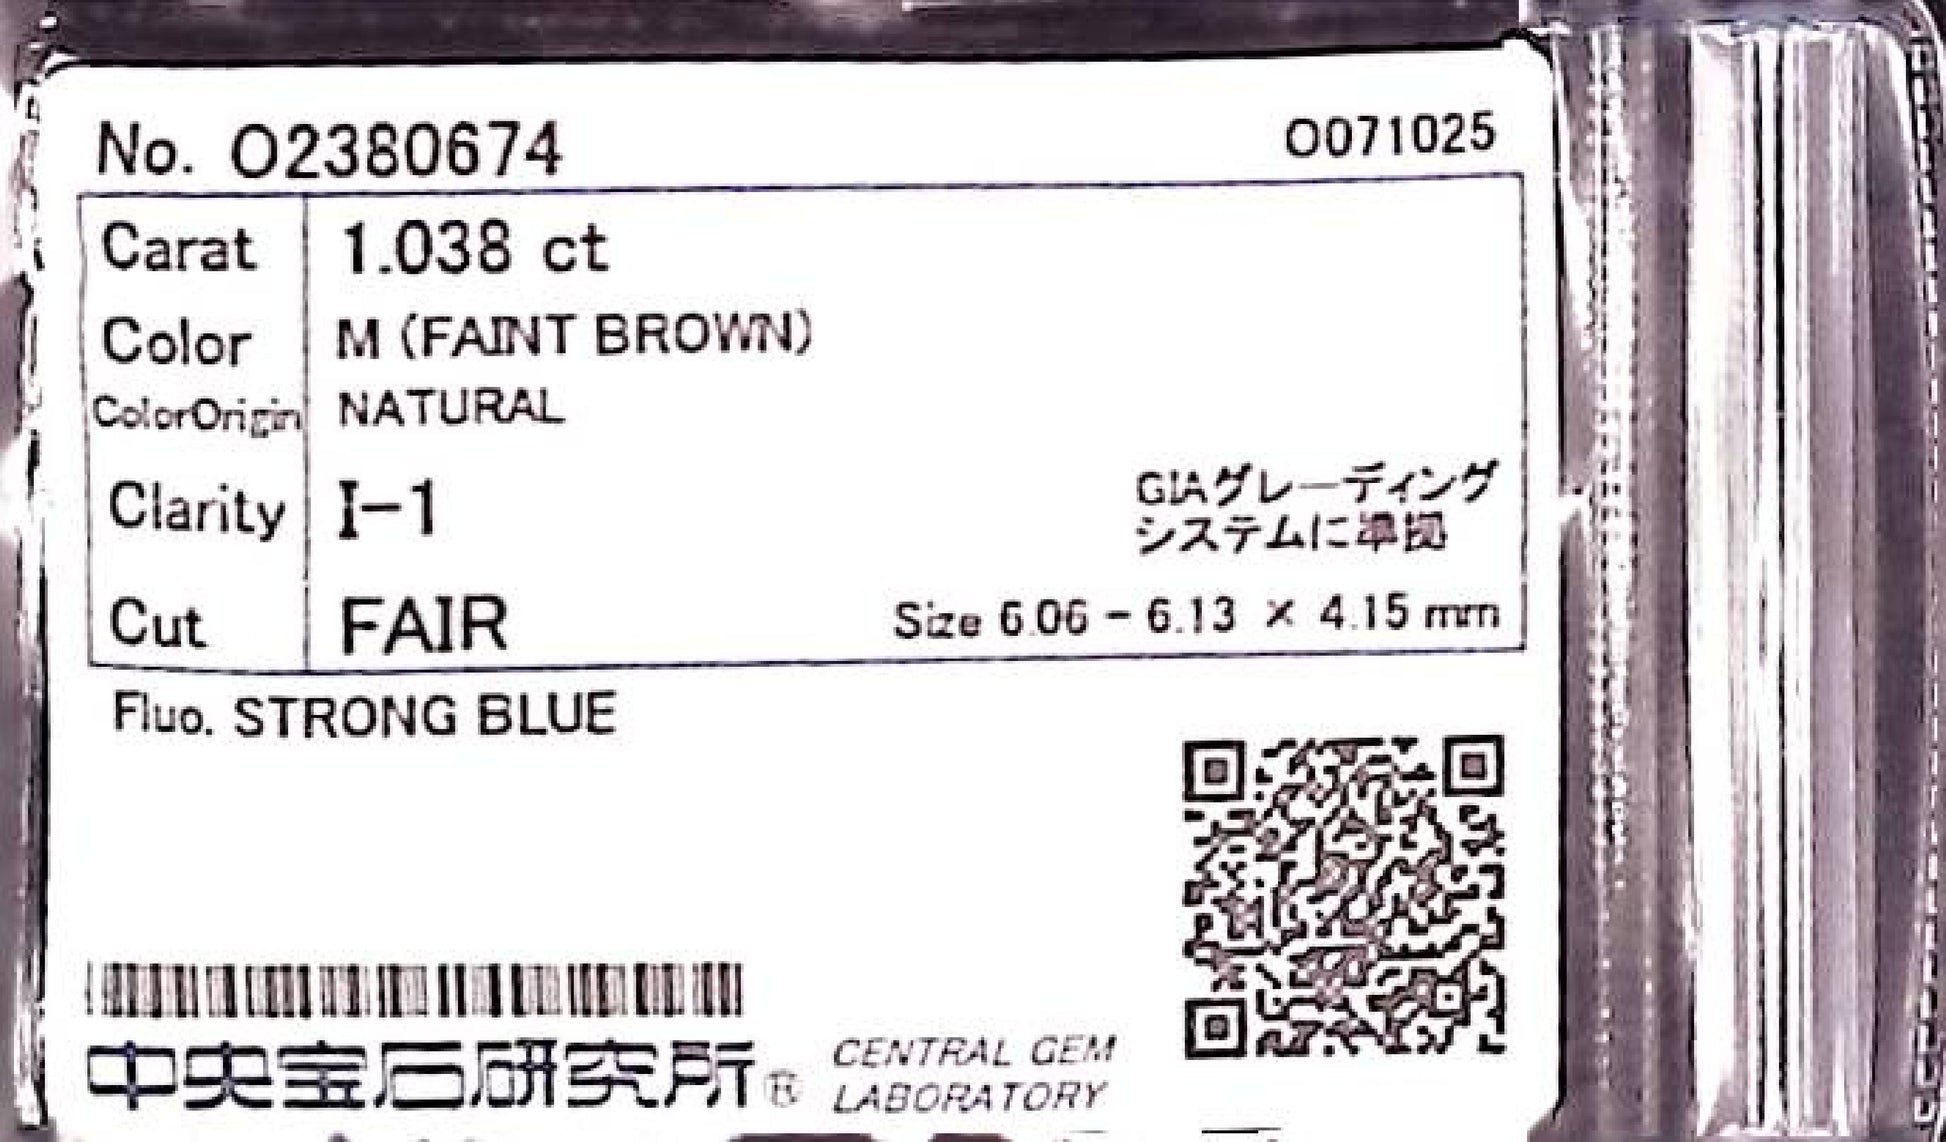 No. O2380674
O071025
Carat 1.038 ct
Color M (FAINT BROWN)
ColorOrigin NATURAL
Clarity I-1
GIAグレーディング
システムに準拠
Cut FAIR
Size 6.06 - 6.13 × 4.15 mm
Fluo. STRONG BLUE
中央宝石研究所®
CENTRAL GEM
LABORATORY